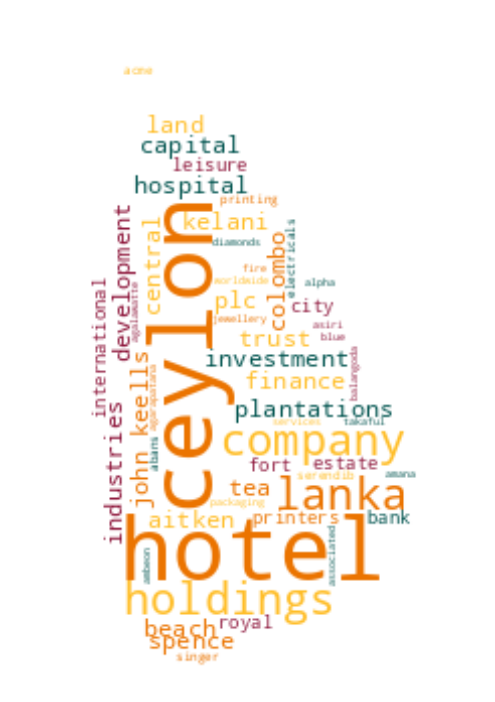 acme
land
capital
leisure
hospital
printing
kelani
ceylon
development
central
diamonds
electricals
colombo
fire
worldwide
alpha
international
agalawatte
plc
city
jewellery
asiri
trust
blue
investment
balangoda
john keells
agarapatana
finance
plantations
industries
services
takaful
company
abans
fort
estate
serendib
amana
tea
lanka
packaging
aitken
printers
bank
hotel
associated
ambeon
holdings
royal
beach
spence
singer